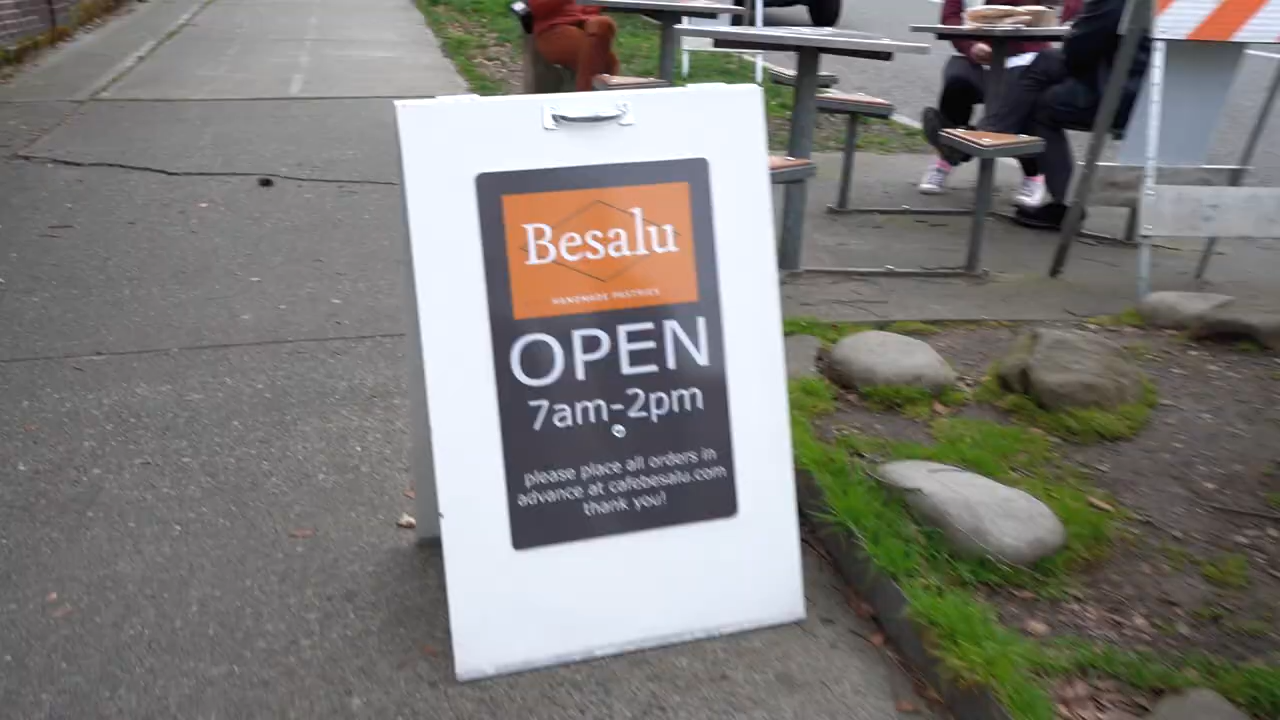 Besalu
HANDMADE PASTRIES
OPEN
7am-2pm
please place all orders in
advance at cafebesalu.com
thank you!